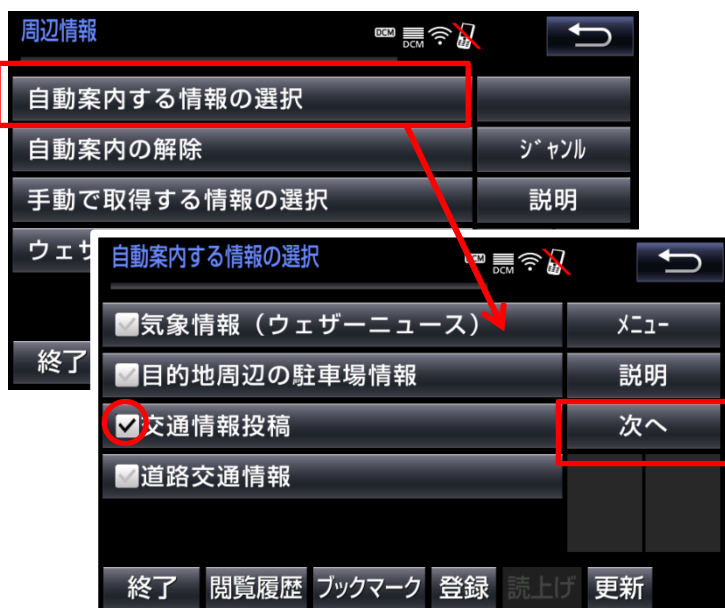 周辺情報
DCM DCM
自動案内する情報の選択
自動案内の解除
ジャンル
手動で取得する情報の選択
説明
ウェザ
終了
自動案内する情報の選択
DCM DCM
気象情報（ウェザーニュース）
メニュー
目的地周辺の駐車場情報
説明
交通情報投稿
次へ
道路交通情報
終了 閲覧履歴 ブックマーク 登録 読上げ 更新